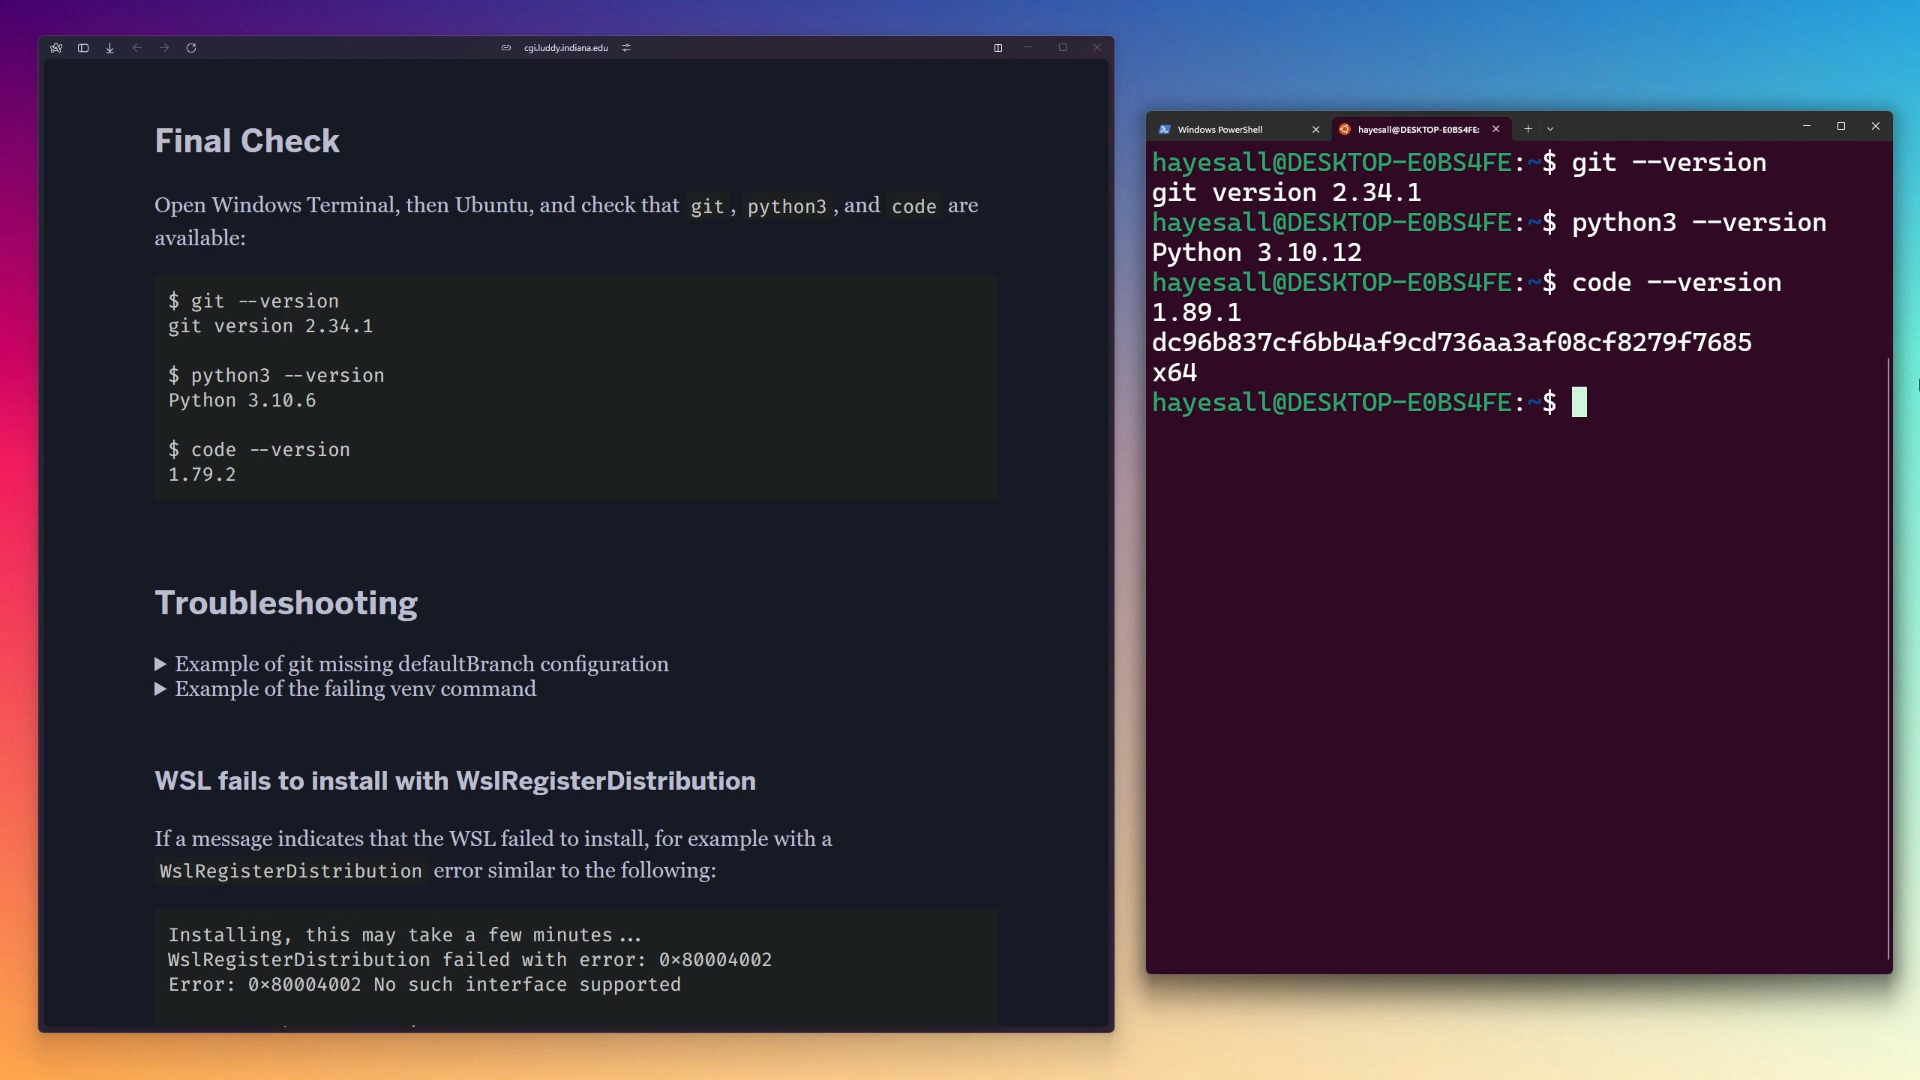 cgi.luddy.indiana.edu
Final Check
Open Windows Terminal, then Ubuntu, and check that git, python3, and code are
available:
$ git --version
git version 2.34.1
$ python3 --version
Python 3.10.6
$ code --version
1.79.2
Troubleshooting
Example of git missing defaultBranch configuration
Example of the failing venv command
WSL fails to install with WslRegisterDistribution
If a message indicates that the WSL failed to install, for example with a
WslRegisterDistribution error similar to the following:
Installing, this may take a few minutes...
WslRegisterDistribution failed with error: 0x80004002
Error: 0x80004002 No such interface supported
Windows PowerShell
hayesall@DESKTOP-E0BS4FE:
hayesall@DESKTOP-E0BS4FE:~$ git --version
git version 2.34.1
hayesall@DESKTOP-E0BS4FE:~$ python3 --version
Python 3.10.12
hayesall@DESKTOP-E0BS4FE:~$ code --version
1.89.1
dc96b837cf6bb4af9cd736aa3af08cf8279f7685
x64
hayesall@DESKTOP-E0BS4FE:~$